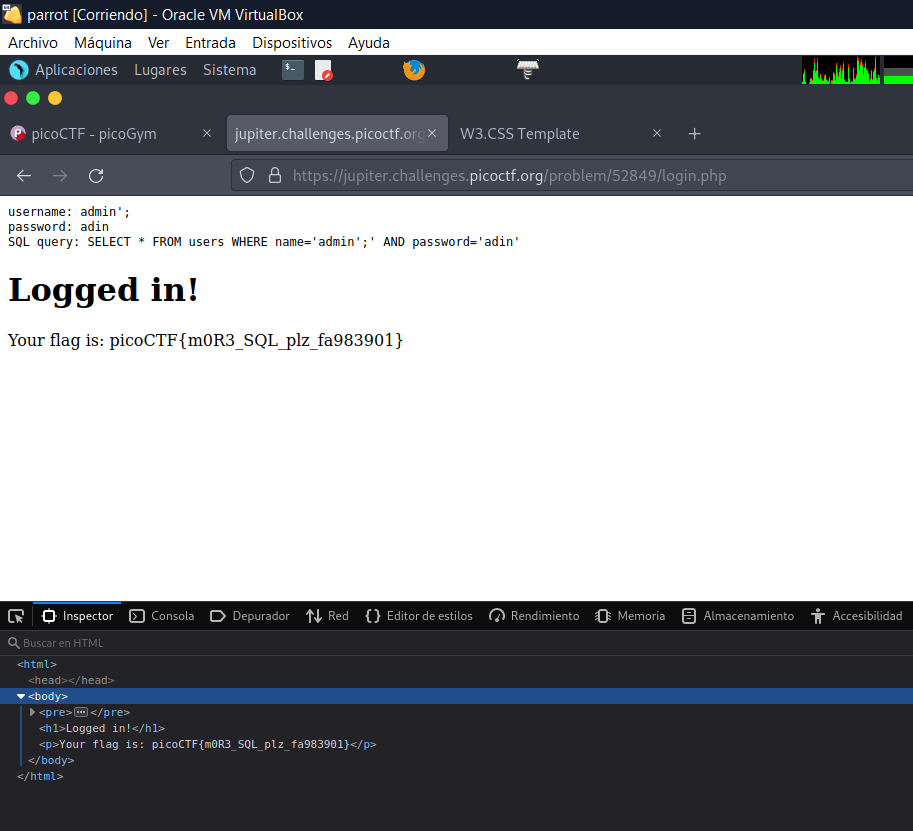 parrot [Corriendo] - Oracle VM VirtualBox
Archivo Máquina Ver Entrada Dispositivos Ayuda
Aplicaciones Lugares Sistema
picoCTF - picoGym × jupiter.challenges.picoctf.org × W3.CSS Template × +
https://jupiter.challenges.picoctf.org/problem/52849/login.php
username: admin';
password: adin
SQL query: SELECT * FROM users WHERE name='admin';' AND password='adin'
Logged in!
Your flag is: picoCTF{m0R3_SQL_plz_fa983901}
Inspector Consola Depurador Red Editor de estilos Rendimiento Memoria Almacenamiento Accesibilidad
Buscar en HTML
<html>
<head></head>
<body>
<pre>…</pre>
<h1>Logged in!</h1>
<p>Your flag is: picoCTF{m0R3_SQL_plz_fa983901}</p>
</body>
</html>